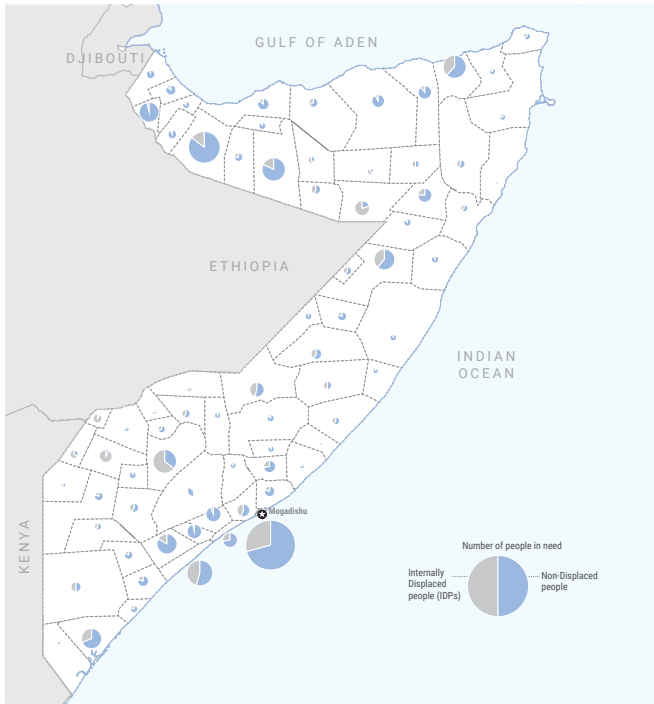 GULF OF ADEN
DJIBOUTI
ETHIOPIA
INDIAN
OCEAN
KENYA
Mogadishu
Number of people in need
Internally
Displaced
people (IDPs)
Non-Displaced
people